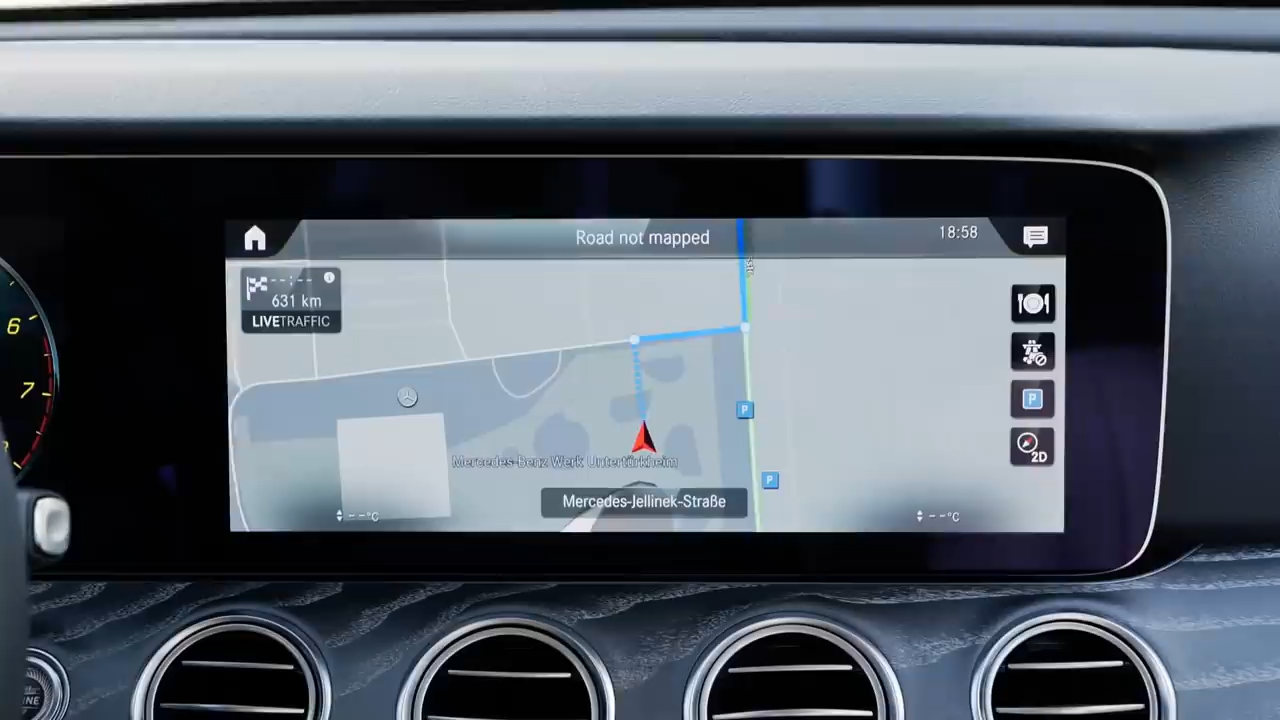 Road not mapped
18:58
--:--
631 km
LIVETRAFFIC
6
7
P
P
P
2D
Mercedes-Benz Werk Untertürkheim
Mercedes-Jellinek-Straße
--°C
--°C